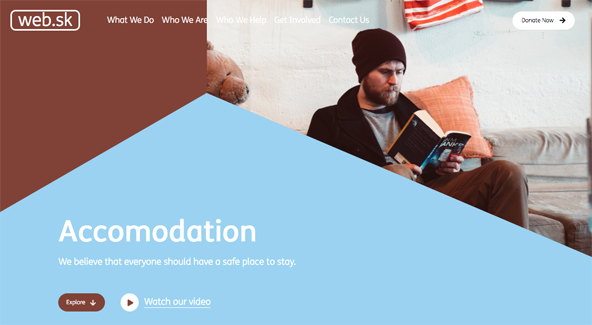 web.sk
What We Do Who We Are Who We Help Get Involved Contact Us
Donate Now
Accomodation
We believe that everyone should have a safe place to stay.
Explore
Watch our video